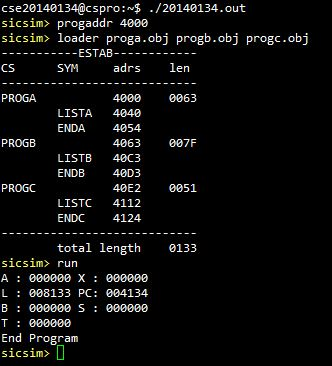 cse20140134@cspro:~$ ./20140134.out
sicsim> progaddr 4000
sicsim> loader proga.obj progb.obj progc.obj
-----------ESTAB-----------------
CS      SYM     adrs    len
---------------------------------
PROGA           4000    0063
        LISTA   4040
        ENDA    4054
PROGB           4063    007F
        LISTB   40C3
        ENDB    40D3
PROGC           40E2    0051
        LISTC   4112
        ENDC    4124
---------------------------------
        total length    0133
sicsim> run
A : 000000 X : 000000
L : 008133 PC: 004134
B : 000000 S : 000000
T : 000000
End Program
sicsim>